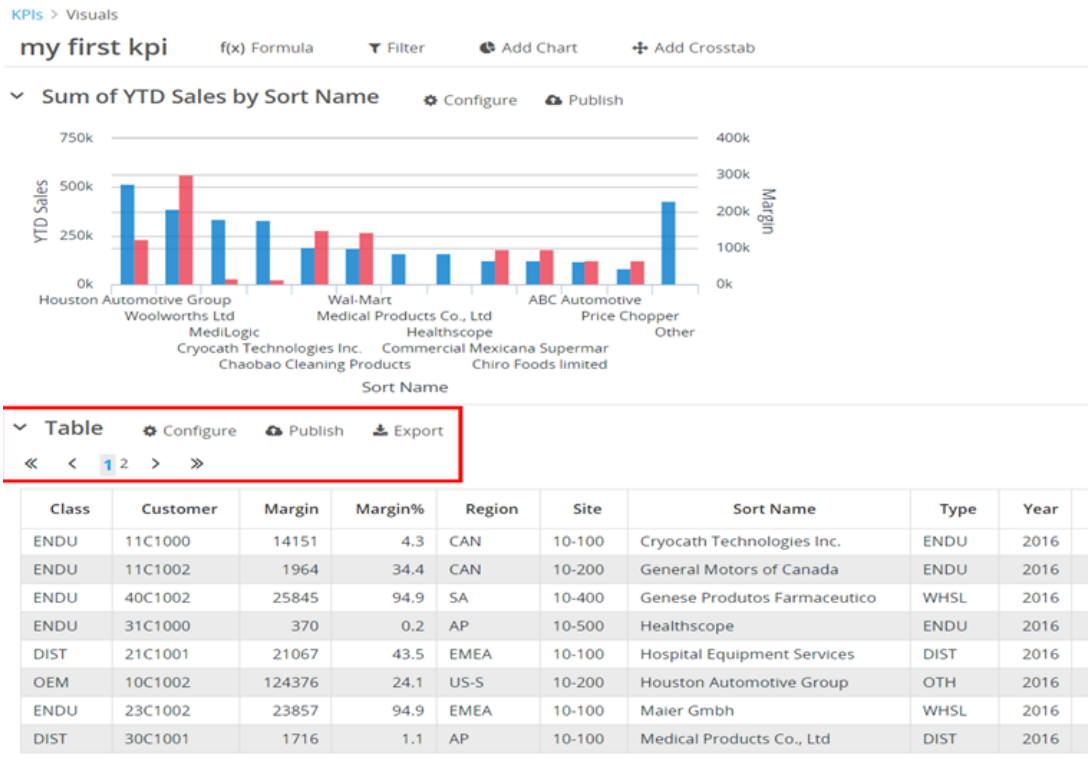 KPIs > Visuals
my first kpi f(x) Formula Filter Add Chart Add Crosstab
Sum of YTD Sales by Sort Name Configure Publish
750k 400k
300k
500k
200k
250k
100k
0k 0k
YTD Sales
Margin
Houston Automotive Group Wal-Mart ABC Automotive
Woolworths Ltd Medical Products Co., Ltd Price Chopper
MediLogic Healthscope Other
Cryocath Technologies Inc. Commercial Mexicana Supermar
Chaobao Cleaning Products Chiro Foods limited
Sort Name
Table Configure Publish Export
« < 1 2 > »
Class Customer Margin Margin% Region Site Sort Name Type Year
ENDU 11C1000 14151 4.3 CAN 10-100 Cryocath Technologies Inc. ENDU 2016
ENDU 11C1002 1964 34.4 CAN 10-200 General Motors of Canada ENDU 2016
ENDU 40C1002 25845 94.9 SA 10-400 Genese Produtos Farmaceutico WHSL 2016
ENDU 31C1000 370 0.2 AP 10-500 Healthscope ENDU 2016
DIST 21C1001 21067 43.5 EMEA 10-100 Hospital Equipment Services DIST 2016
OEM 10C1002 124376 24.1 US-S 10-200 Houston Automotive Group OTH 2016
ENDU 23C1002 23857 94.9 EMEA 10-100 Maier Gmbh WHSL 2016
DIST 30C1001 1716 1.1 AP 10-100 Medical Products Co., Ltd DIST 2016